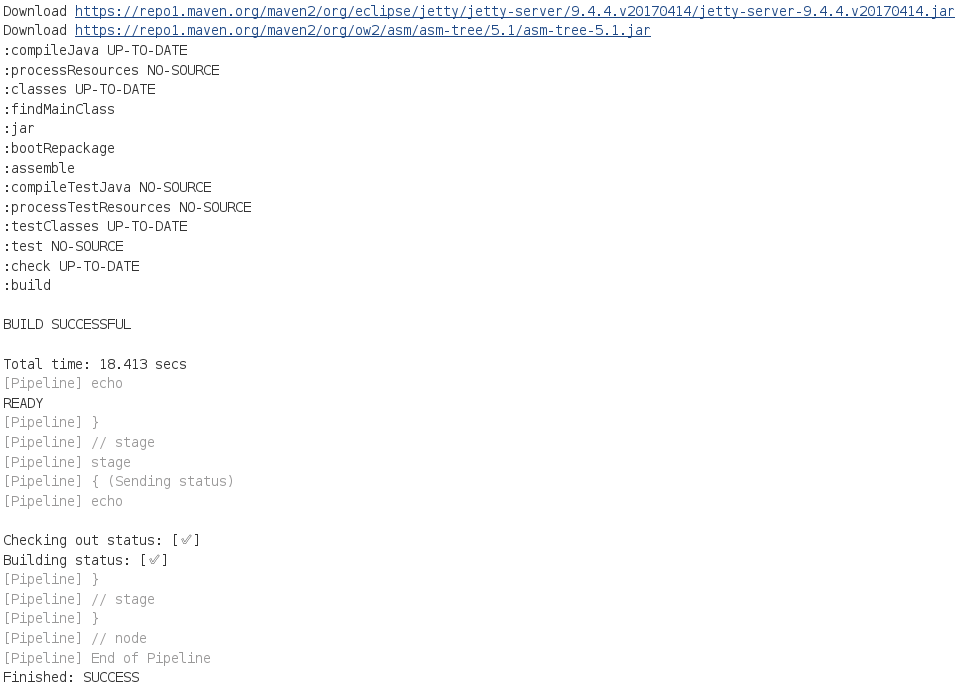 Download https://repo1.maven.org/maven2/org/eclipse/jetty/jetty-server/9.4.4.v20170414/jetty-server-9.4.4.v20170414.jar
Download https://repo1.maven.org/maven2/org/ow2/asm/asm-tree/5.1/asm-tree-5.1.jar
:compileJava UP-TO-DATE
:processResources NO-SOURCE
:classes UP-TO-DATE
:findMainClass
:jar
:bootRepackage
:assemble
:compileTestJava NO-SOURCE
:processTestResources NO-SOURCE
:testClasses UP-TO-DATE
:test NO-SOURCE
:check UP-TO-DATE
:build
BUILD SUCCESSFUL
Total time: 18.413 secs
[Pipeline] echo
READY
[Pipeline] }
[Pipeline] // stage
[Pipeline] stage
[Pipeline] { (Sending status)
[Pipeline] echo
Checking out status: [✅]
Building status: [✅]
[Pipeline] }
[Pipeline] // stage
[Pipeline] }
[Pipeline] // node
[Pipeline] End of Pipeline
Finished: SUCCESS